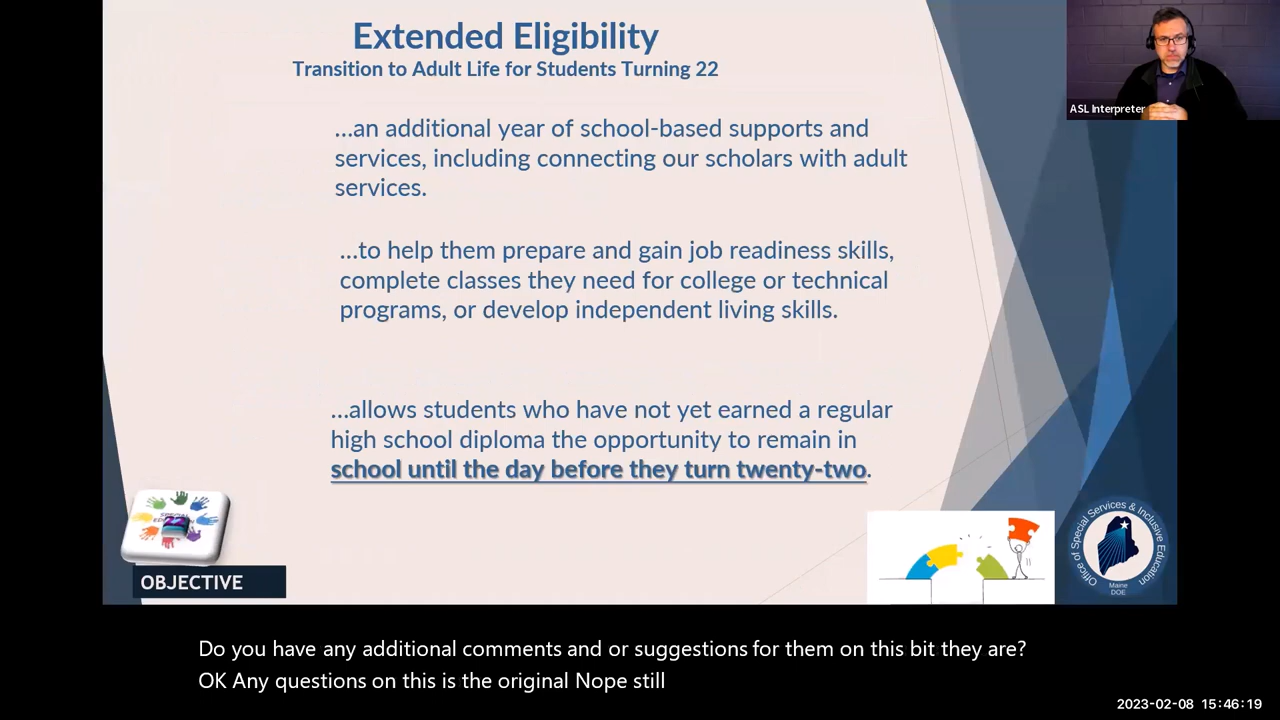 Extended Eligibility
Transition to Adult Life for Students Turning 22
...an additional year of school-based supports and
services, including connecting our scholars with adult
services.
...to help them prepare and gain job readiness skills,
complete classes they need for college or technical
programs, or develop independent living skills.
...allows students who have not yet earned a regular
high school diploma the opportunity to remain in
school until the day before they turn twenty-two.
ASL Interpreter
22
OBJECTIVE
Office of Special Services & Inclusive Education
Maine
DOE
Do you have any additional comments and or suggestions for them on this bit they are?
OK Any questions on this is the original Nope still
2023-02-08 15:46:19